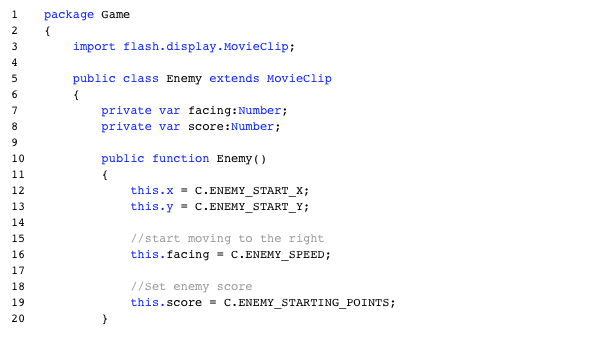 1 package Game
2 {
3     import flash.display.MovieClip;
4
5     public class Enemy extends MovieClip
6     {
7         private var facing:Number;
8         private var score:Number;
9
10         public function Enemy()
11         {
12             this.x = C.ENEMY_START_X;
13             this.y = C.ENEMY_START_Y;
14
15             //start moving to the right
16             this.facing = C.ENEMY_SPEED;
17
18             //Set enemy score
19             this.score = C.ENEMY_STARTING_POINTS;
20         }